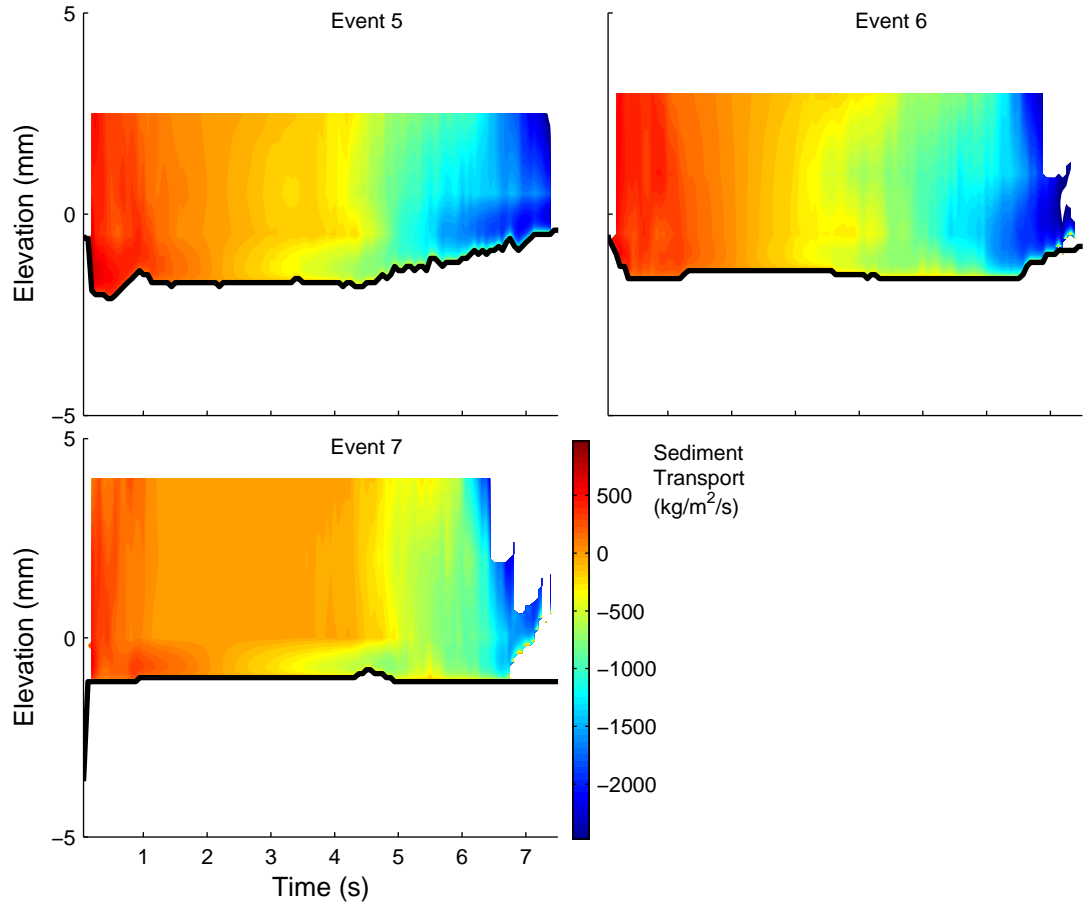 Event 5
Event 6
5
0
−5
Elevation (mm)
Event 7
5
0
−5
Elevation (mm)
1 2 3 4 5 6 7
Time (s)
Sediment
Transport
(kg/m²/s)
500
0
−500
−1000
−1500
−2000